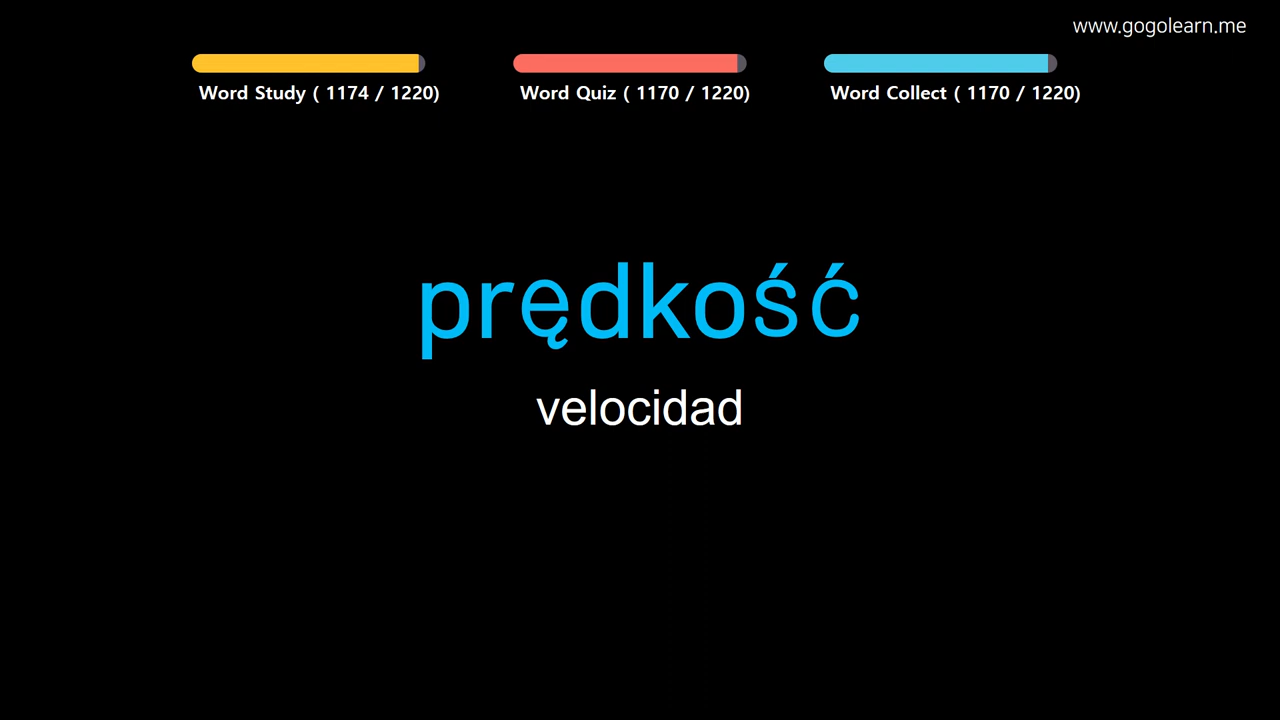 www.gogolearn.me
Word Study ( 1174 / 1220)
Word Quiz ( 1170 / 1220)
Word Collect ( 1170 / 1220)
prędkość
velocidad